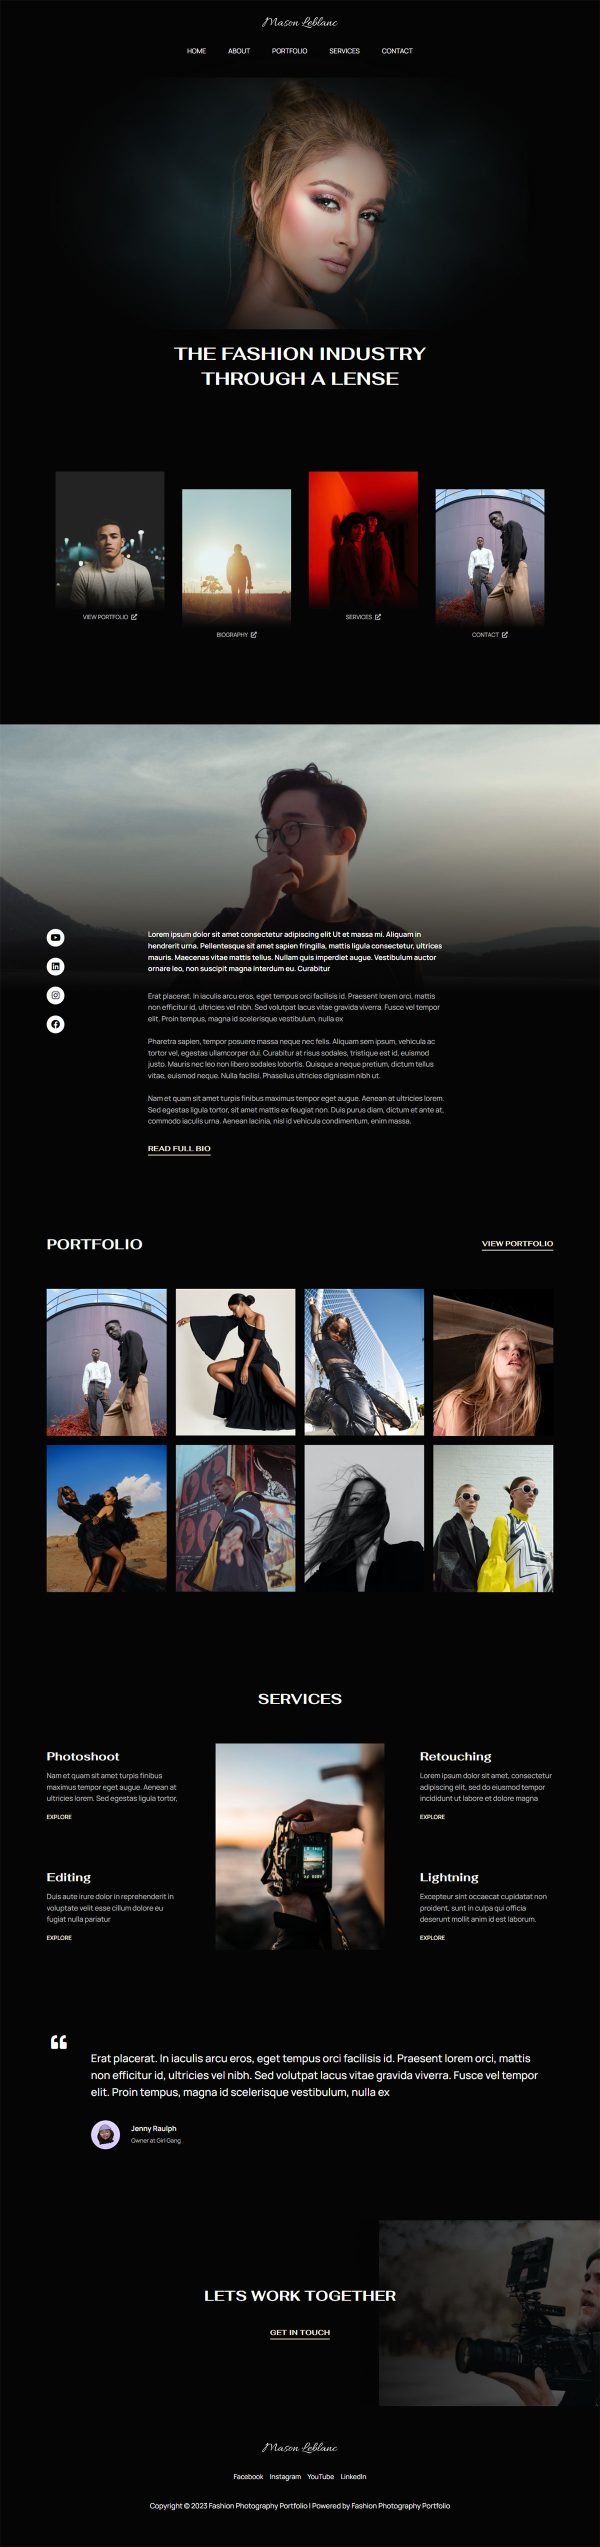 Mason Leblanc
HOME ABOUT PORTFOLIO SERVICES CONTACT
THE FASHION INDUSTRY
THROUGH A LENSE
VIEW PORTFOLIO
BIOGRAPHY
SERVICES
CONTACT
Lorem ipsum dolor sit amet consectetur adipiscing elit Ut et massa mi. Aliquam in
hendrerit urna. Pellentesque sit amet sapien fringilla, mattis ligula consectetur, ultrices
mauris. Maecenas vitae mattis tellus. Nullam quis imperdiet augue. Vestibulum auctor
ornare leo, non suscipit magna interdum eu. Curabitur
Erat placerat. In iaculis arcu eros, eget tempus orci facilisis id. Praesent lorem orci, mattis
non efficitur id, ultricies vel nibh. Sed volutpat lacus vitae gravida viverra. Fusce vel tempor
elit. Proin tempus, magna id scelerisque vestibulum, nulla ex
Pharetra sapien, tempor posuere massa neque nec felis. Aliquam sem ipsum, vehicula ac
tortor vel, egestas ullamcorper dui. Curabitur at risus sodales, tristique est id, euismod
justo. Mauris nec leo non libero sodales lobortis. Quisque a neque pretium, dictum tellus
vitae, euismod neque. Nulla facilisi. Phasellus ultricies dignissim nibh ut.
Nam et quam sit amet turpis finibus maximus tempor eget augue. Aenean at ultricies lorem.
Sed egestas ligula tortor, sit amet mattis ex feugiat non. Duis purus diam, dictum et ante at,
commodo iaculis urna. Aenean lacinia, nisl id vehicula condimentum, enim massa.
READ FULL BIO
PORTFOLIO
VIEW PORTFOLIO
SERVICES
Photoshoot
Nam et quam sit amet turpis finibus
maximus tempor eget augue. Aenean at
ultricies lorem. Sed egestas ligula tortor,
EXPLORE
Editing
Duis aute irure dolor in reprehenderit in
voluptate velit esse cillum dolore eu
fugiat nulla pariatur
EXPLORE
Retouching
Lorem ipsum dolor sit amet, consectetur
adipiscing elit, sed do eiusmod tempor
incididunt ut labore et dolore magna
EXPLORE
Lightning
Excepteur sint occaecat cupidatat non
proident, sunt in culpa qui officia
deserunt mollit anim id est laborum.
EXPLORE
Erat placerat. In iaculis arcu eros, eget tempus orci facilisis id. Praesent lorem orci, mattis
non efficitur id, ultricies vel nibh. Sed volutpat lacus vitae gravida viverra. Fusce vel tempor
elit. Proin tempus, magna id scelerisque vestibulum, nulla ex
Jenny Raulph
Owner at Girl Gang
LETS WORK TOGETHER
GET IN TOUCH
Mason Leblanc
Facebook Instagram YouTube LinkedIn
Copyright © 2023 Fashion Photography Portfolio | Powered by Fashion Photography Portfolio